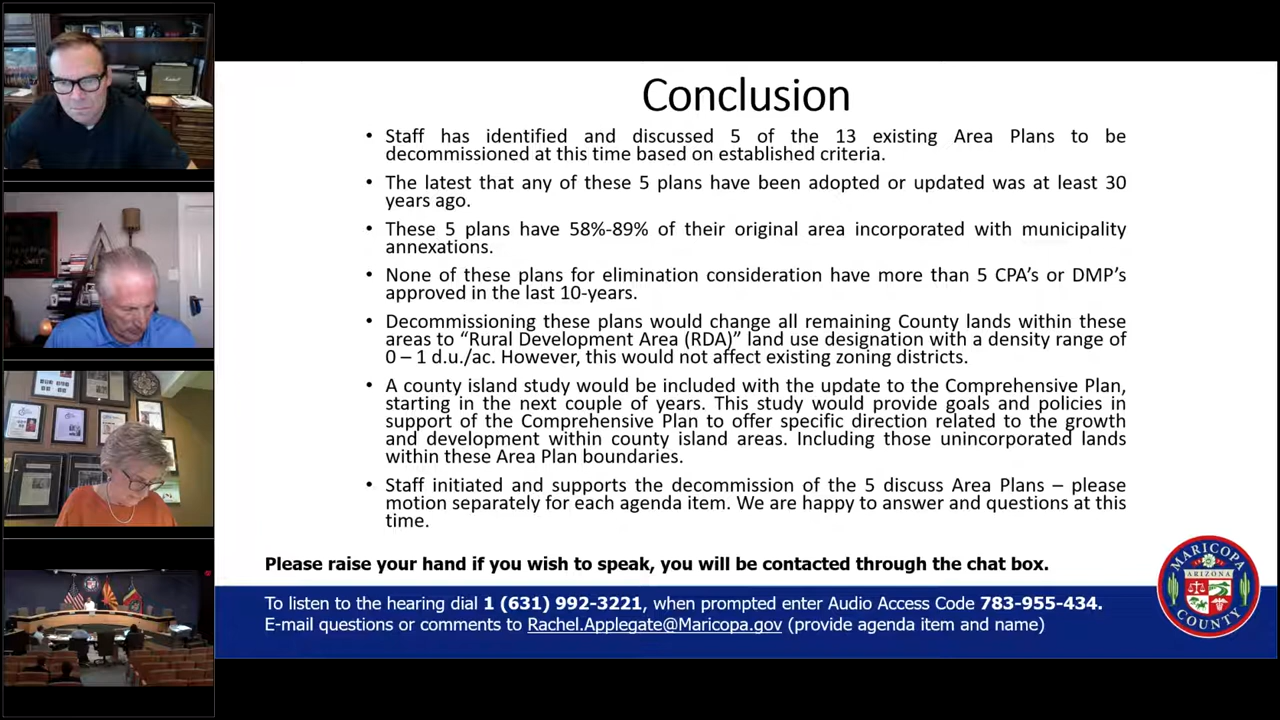 Conclusion
• Staff has identified and discussed 5 of the 13 existing Area Plans to be
decommissioned at this time based on established criteria.
• The latest that any of these 5 plans have been adopted or updated was at least 30
years ago.
• These 5 plans have 58%-89% of their original area incorporated with municipality
annexations.
• None of these plans for elimination consideration have more than 5 CPA's or DMP's
approved in the last 10-years.
• Decommissioning these plans would change all remaining County lands within these
areas to “Rural Development Area (RDA)” land use designation with a density range of
0 – 1 d.u./ac. However, this would not affect existing zoning districts.
• A county island study would be included with the update to the Comprehensive Plan,
starting in the next couple of years. This study would provide goals and policies in
support of the Comprehensive Plan to offer specific direction related to the growth
and development within county island areas. Including those unincorporated lands
within these Area Plan boundaries.
• Staff initiated and supports the decommission of the 5 discuss Area Plans – please
motion separately for each agenda item. We are happy to answer and questions at this
time.
Please raise your hand if you wish to speak, you will be contacted through the chat box.
To listen to the hearing dial 1 (631) 992-3221, when prompted enter Audio Access Code 783-955-434.
E-mail questions or comments to Rachel.Applegate@Maricopa.gov (provide agenda item and name)
MARICOPA
ARIZONA
COUNTY
Marshall